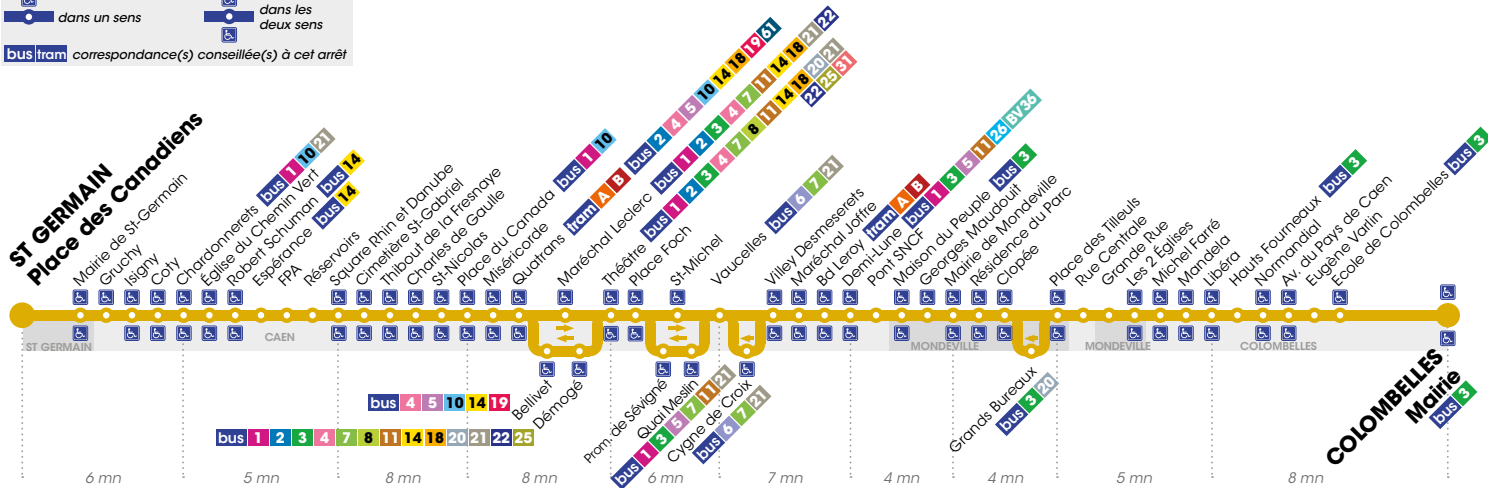 dans un sens
dans les
deux sens
bus tram correspondance(s) conseillée(s) à cet arrêt
ST GERMAIN
Place des Canadiens
Mairie de St-Germain
Gruchy
Isigny
Coty
Chardonnerets bus 1 10 21
Église du Chemin Vert
Robert Schuman bus 14
Espérance bus 14
FPA
Réservoirs
Square Rhin et Danube
Cimetière St-Gabriel
Thibout de la Fresnaye
Charles de Gaulle
St-Nicolas
Place du Canada bus 1 10
Miséricorde
Quatrans tram A B bus 2 4 5 10 14 18 19 61
Maréchal Leclerc bus 1 2 3 4 7 11 14 18 21 22
Théâtre bus 1 2 3 4 7 8 11 14 18 20 21
22 25 31
Place Foch
St-Michel
Vaucelles bus 6 7 21
Villey Desmeserets
Maréchal Joffre
Bd Leroy tram A B
Demi-Lune bus 1 3 5 11 26 BV36
Pont SNCF
Maison du Peuple bus 3
Georges Maudouit
Mairie de Mondeville
Résidence du Parc
Clopée
Place des Tilleuls
Rue Centrale
Grande Rue
Les 2 Églises
Michel Farré
Mandela
Libéra
Hauts Fourneaux bus 3
Normandial
Av. du Pays de Caen
Eugène Varlin
Ecole de Colombelles bus 3
ST GERMAIN
CAEN
MONDEVILLE
MONDEVILLE
COLOMBELLES
Bellivet
bus 4 5 10 14 19
Démogé
bus 1 2 3 4 7 8 11 14 18 20 21 22 25
Prom. de Sévigné
Quai Meslin
bus 1 3 5 7 11 21
Cygne de Croix
bus 6 7 21
Grands Bureaux
bus 3 20
COLOMBELLES
Mairie
bus 3
6 mn
5 mn
8 mn
8 mn
6 mn
7 mn
4 mn
4 mn
5 mn
8 mn